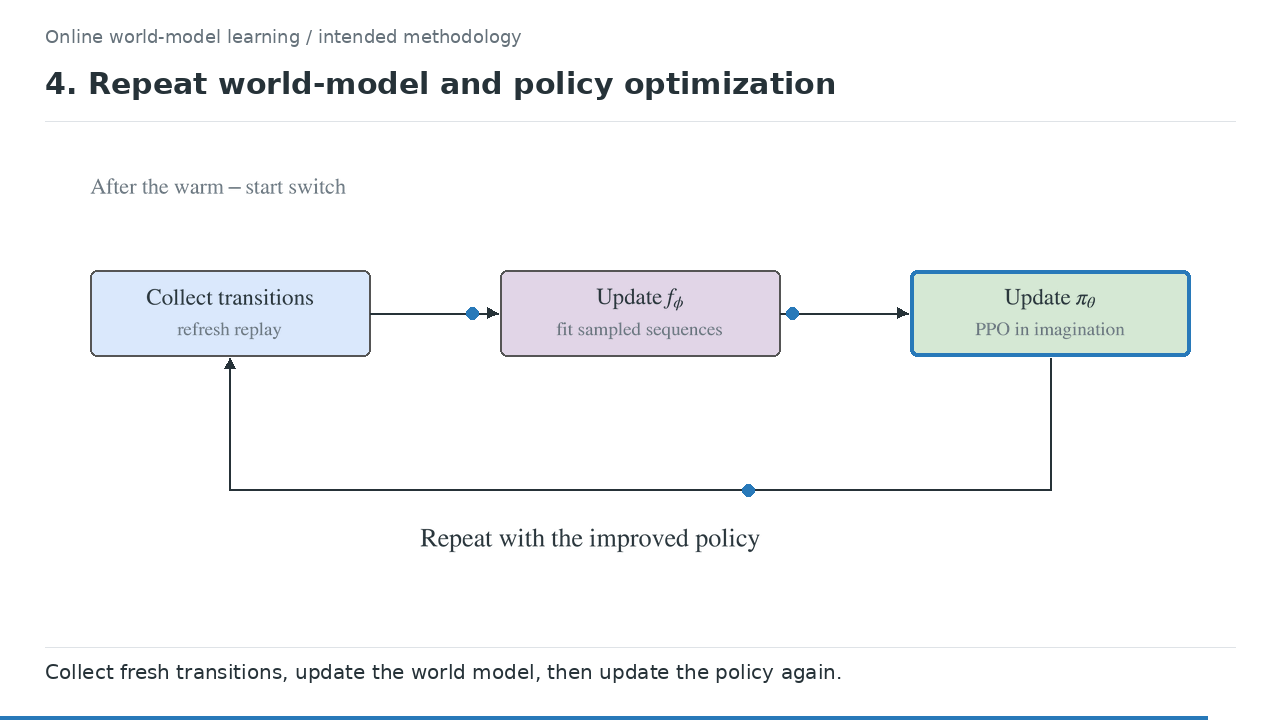 Online world-model learning / intended methodology
4. Repeat world-model and policy optimization
After the warm – start switch
Collect transitions
refresh replay
Update fϕ
fit sampled sequences
Update πθ
PPO in imagination
Repeat with the improved policy
Collect fresh transitions, update the world model, then update the policy again.